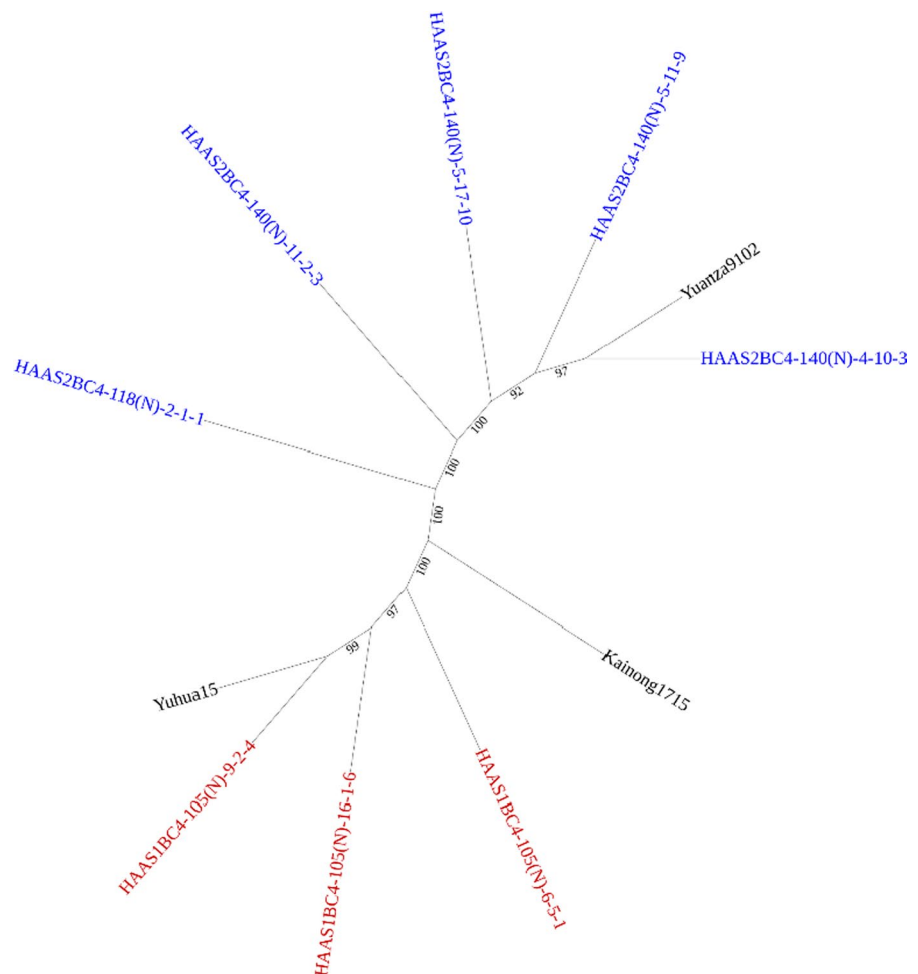 HAAS2BC4-140(N)-5-17-10
HAAS2BC4-140(N)-5-11-9
HAAS2BC4-140(N)-11-2-3
Yuanza9102
HAAS2BC4-140(N)-4-10-3
HAAS2BC4-118(N)-2-1-1
97
92
100
100
100
100
97
99
Kainong1715
Yuhua15
HAAS1BC4-105(N)-9-2-4
HAAS1BC4-105(N)-16-1-6
HAAS1BC4-105(N)-6-5-1